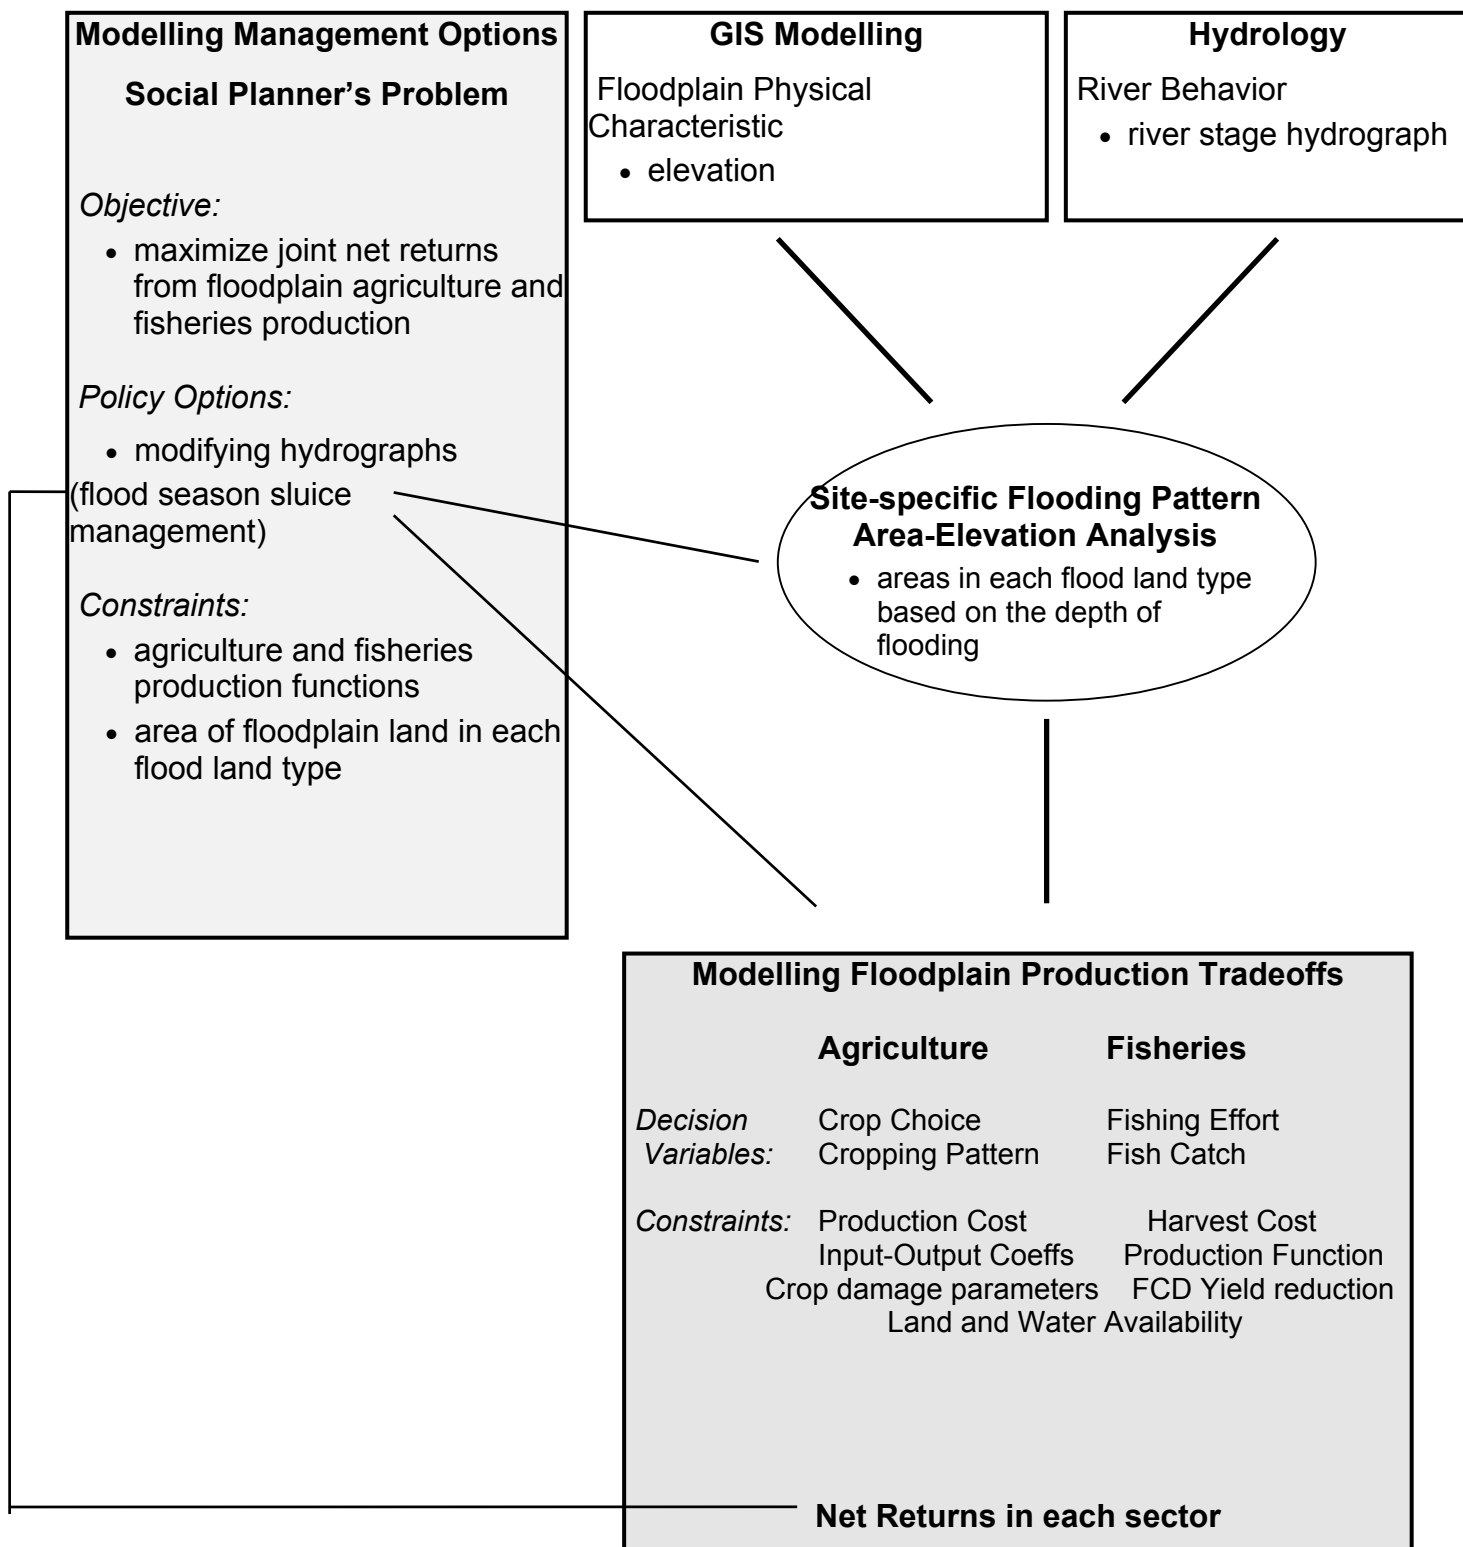 Modelling Management Options
Social Planner’s Problem
Objective:
• maximize joint net returns
from floodplain agriculture and
fisheries production
Policy Options:
• modifying hydrographs
(flood season sluice
management)
Constraints:
• agriculture and fisheries
production functions
• area of floodplain land in each
flood land type
GIS Modelling
Floodplain Physical
Characteristic
• elevation
Hydrology
River Behavior
• river stage hydrograph
Site-specific Flooding Pattern
Area-Elevation Analysis
• areas in each flood land type
based on the depth of
flooding
Modelling Floodplain Production Tradeoffs
Agriculture Fisheries
Decision Crop Choice Fishing Effort
Variables: Cropping Pattern Fish Catch
Constraints: Production Cost Harvest Cost
Input-Output Coeffs Production Function
Crop damage parameters FCD Yield reduction
Land and Water Availability
Net Returns in each sector